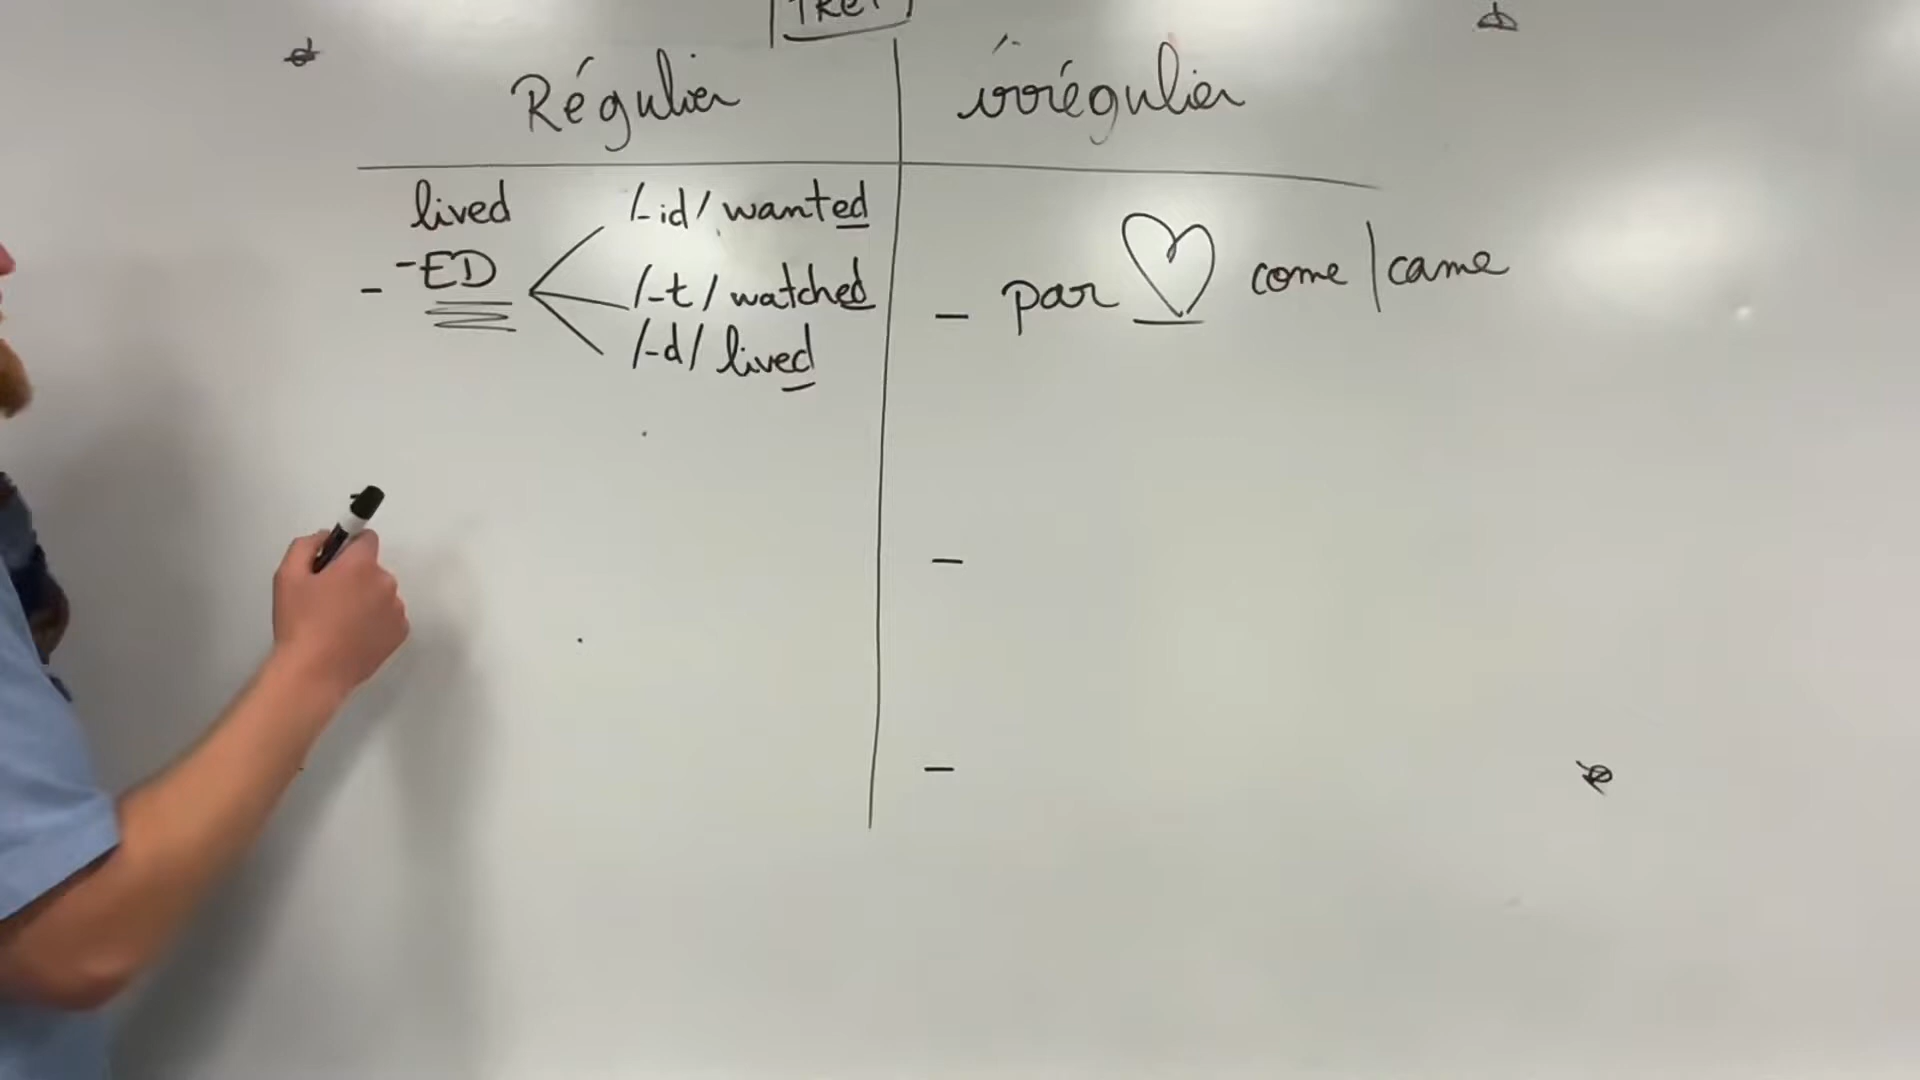 Régulier
irrégulier
lived
- -ED
/-id/ wanted
/-t/ watched
/-d/ lived
- par ♡ come | came
-
-